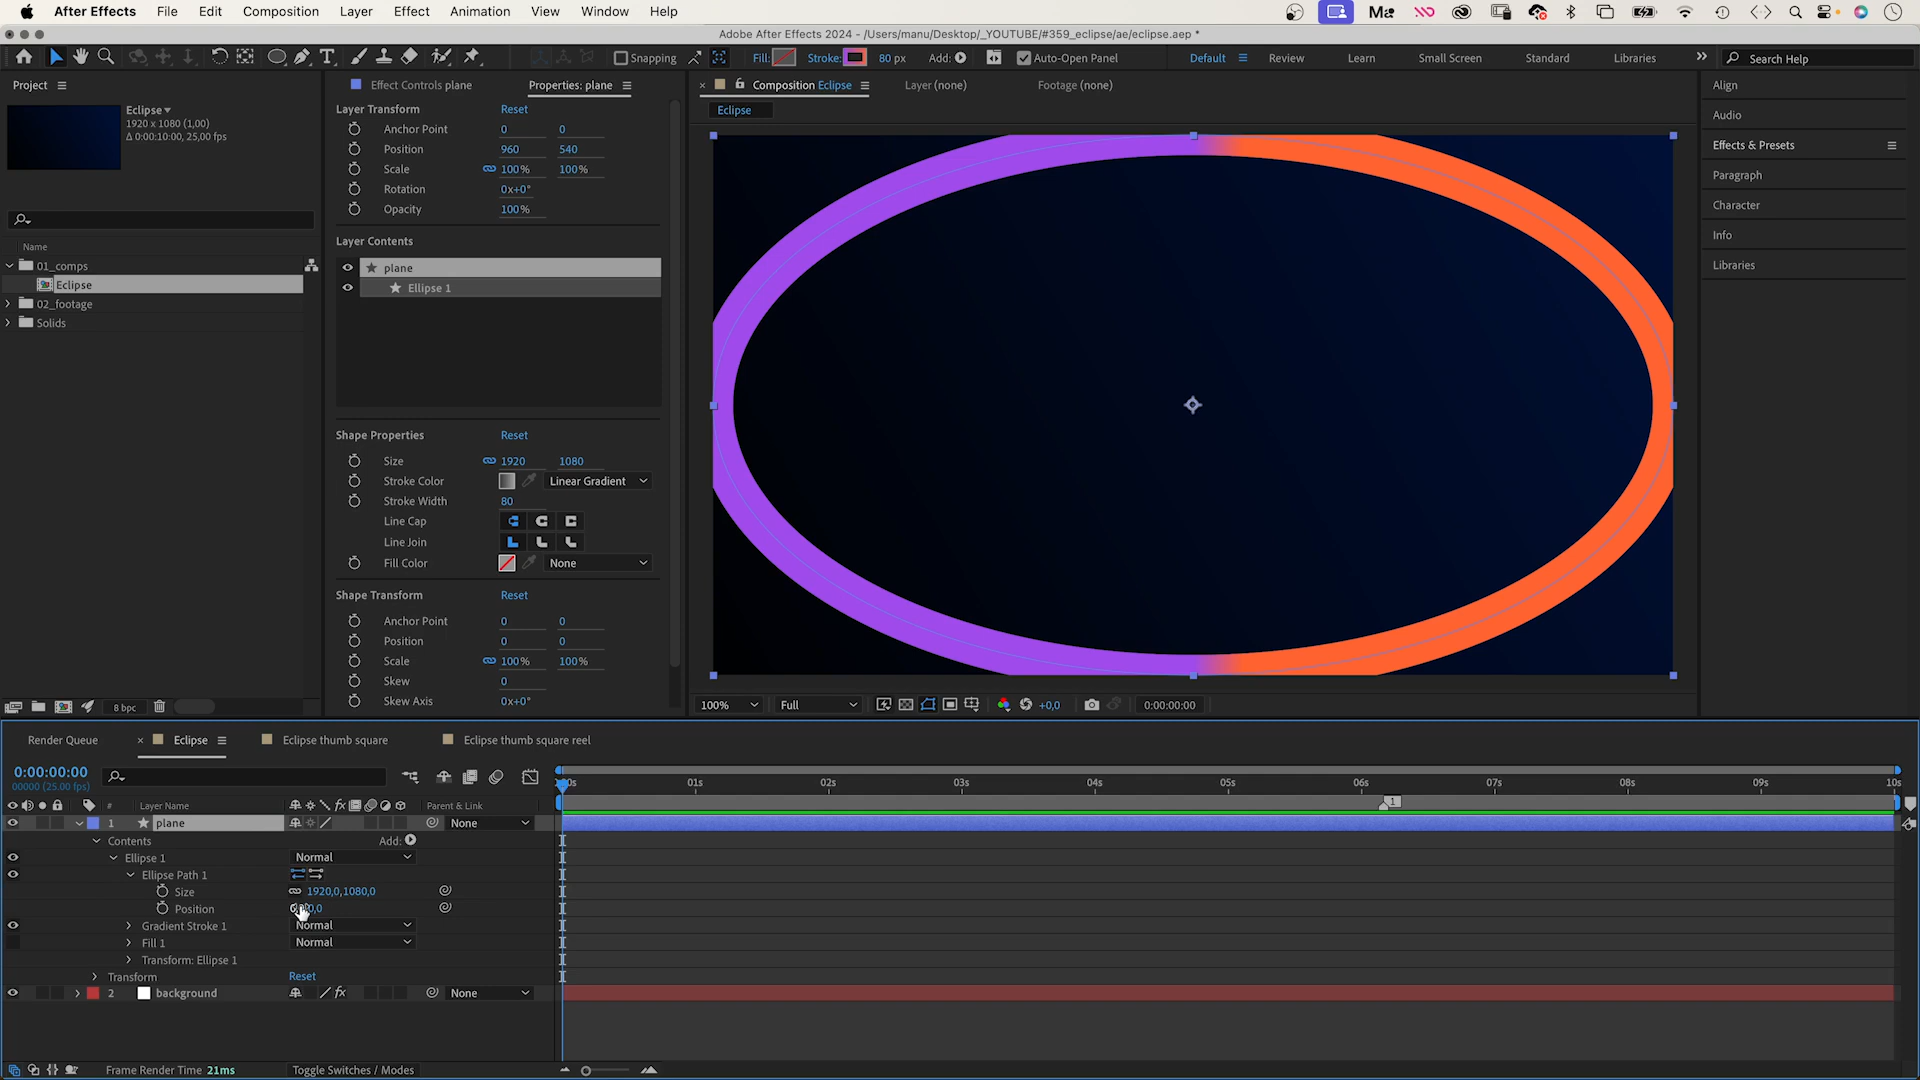 After Effects File Edit Composition Layer Effect Animation View Window Help
Adobe After Effects 2024 - /Users/manu/Desktop/_YOUTUBE/#359_eclipse/ae/eclipse.aep *
Snapping Fill: Stroke: 80 px Add: Auto-Open Panel Default Review Learn Small Screen Standard Libraries Search Help
Project
Eclipse
1920 x 1080 (1,00)
Δ 0:00:10:00, 25,00 fps
Name
01_comps
Eclipse
02_footage
Solids
8 bpc
Effect Controls plane Properties: plane
Layer Transform Reset
Anchor Point 0 0
Position 960 540
Scale 100% 100%
Rotation 0x+0°
Opacity 100%
Layer Contents
plane
Ellipse 1
Shape Properties Reset
Size 1920 1080
Stroke Color Linear Gradient
Stroke Width 80
Line Cap
Line Join
Fill Color None
Shape Transform Reset
Anchor Point 0 0
Position 0 0
Scale 100% 100%
Skew 0
Skew Axis 0x+0°
Composition Eclipse Layer (none) Footage (none)
Eclipse
100% Full +0,0 0:00:00:00
Align
Audio
Effects & Presets
Paragraph
Character
Info
Libraries
Render Queue Eclipse Eclipse thumb square Eclipse thumb square reel
0:00:00:00
00000 (25.00 fps)
01s 02s 03s 04s 05s 06s 07s 08s 09s 10s
# Layer Name Parent & Link
1
1 plane None
Contents Add:
Ellipse 1 Normal
Ellipse Path 1
Size 1920,0,1080,0
Position
Gradient Stroke 1 Normal
Fill 1 Normal
Transform: Ellipse 1
Transform Reset
2 background None
Frame Render Time 21ms Toggle Switches / Modes